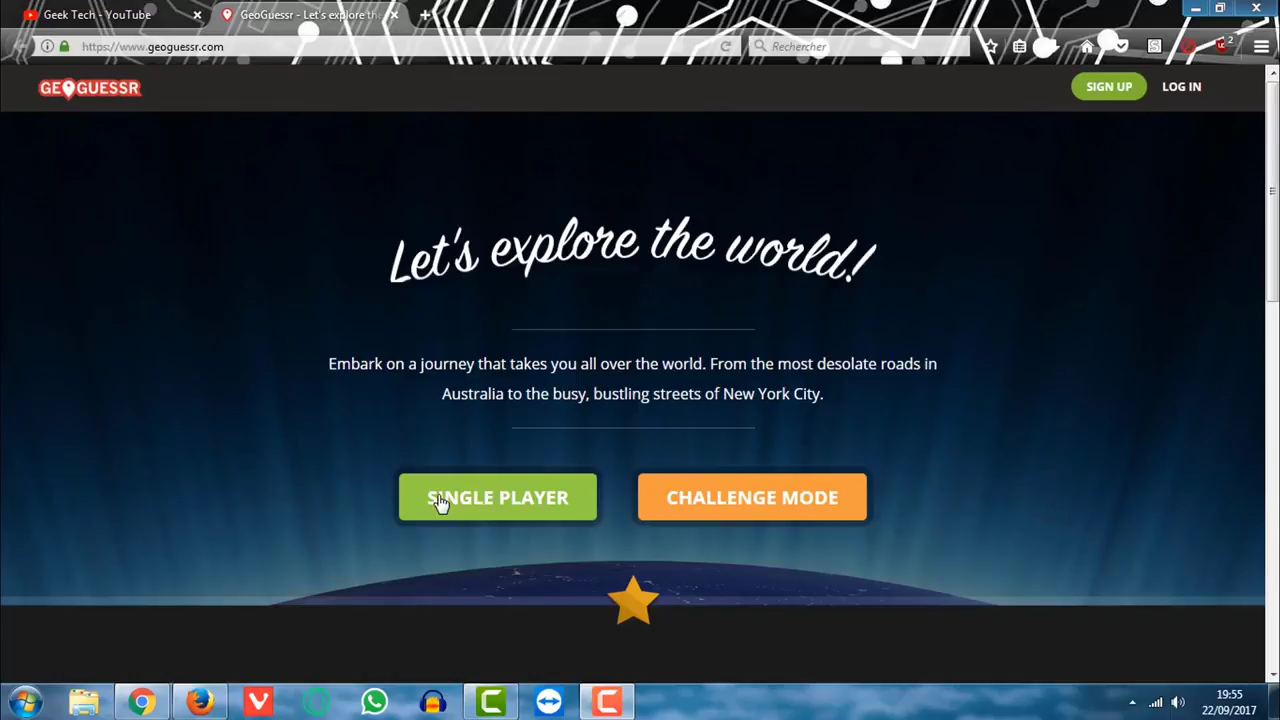 Geek Tech - YouTube
GeoGuessr - Let's explore the
https://www.geoguessr.com
Rechercher
2
GEOGUESSR
SIGN UP
LOG IN
Let's explore the world!
Embark on a journey that takes you all over the world. From the most desolate roads in
Australia to the busy, bustling streets of New York City.
SINGLE PLAYER
CHALLENGE MODE
19:55
22/09/2017